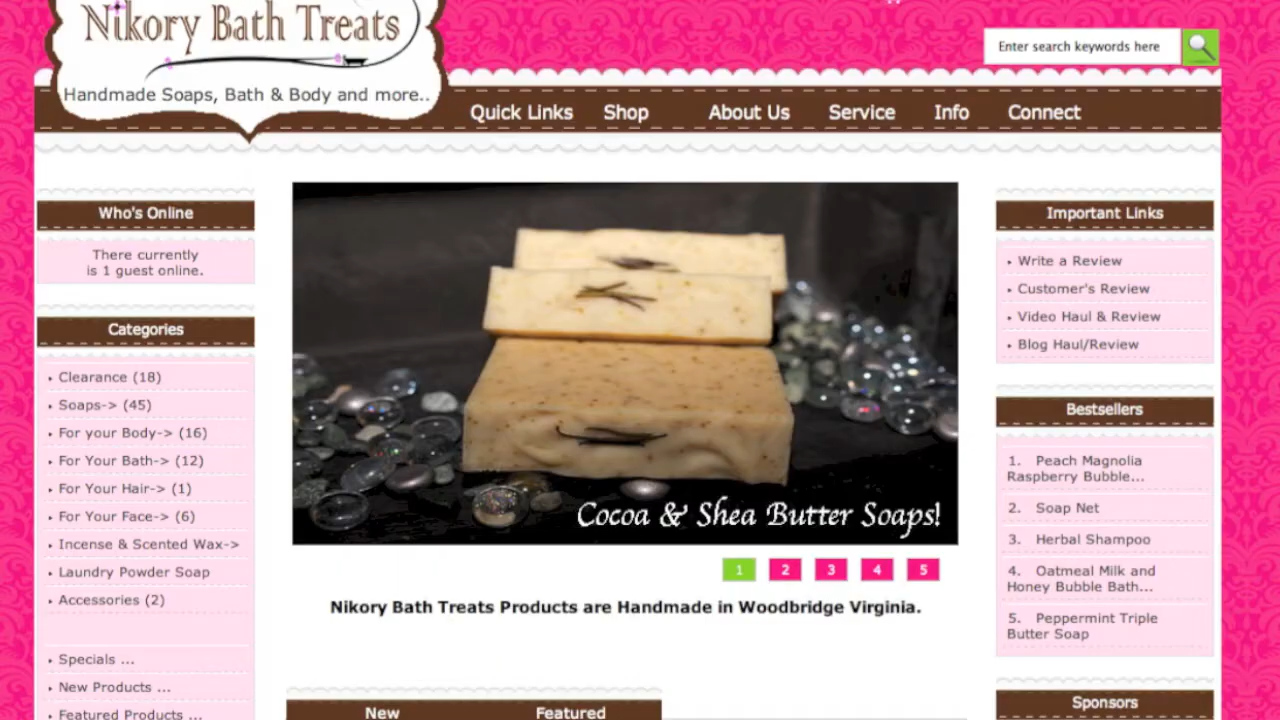 Nikory Bath Treats
Handmade Soaps, Bath & Body and more..
Enter search keywords here
Quick Links
Shop
About Us
Service
Info
Connect
Who's Online
There currently
is 1 guest online.
Categories
Clearance (18)
Soaps-> (45)
For your Body-> (16)
For Your Bath-> (12)
For Your Hair-> (1)
For Your Face-> (6)
Incense & Scented Wax->
Laundry Powder Soap
Accessories (2)
Specials ...
New Products ...
Featured Products ...
Cocoa & Shea Butter Soaps!
1 2 3 4 5
Nikory Bath Treats Products are Handmade in Woodbridge Virginia.
New
Featured
Important Links
Write a Review
Customer's Review
Video Haul & Review
Blog Haul/Review
Bestsellers
1. Peach Magnolia
Raspberry Bubble...
2. Soap Net
3. Herbal Shampoo
4. Oatmeal Milk and
Honey Bubble Bath...
5. Peppermint Triple
Butter Soap
Sponsors